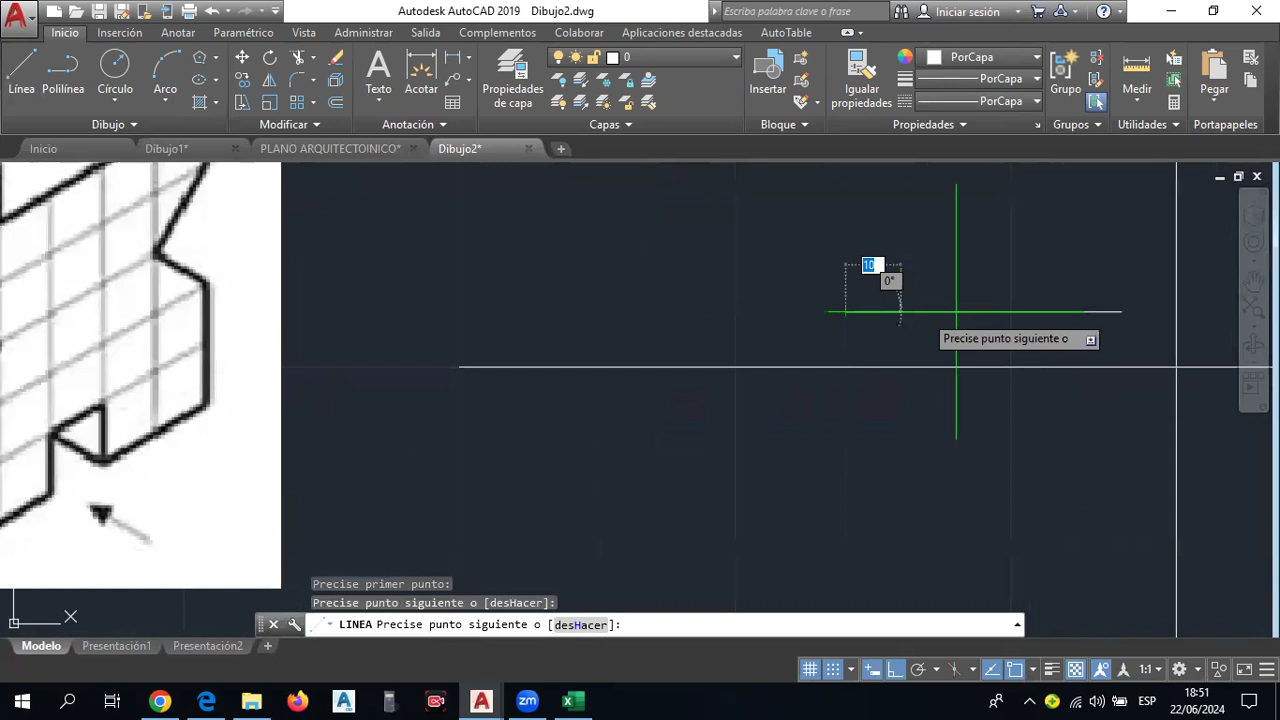 Autodesk AutoCAD 2019 Dibujo2.dwg
Escriba palabra clave o frase
Iniciar sesión
Inicio Inserción Anotar Paramétrico Vista Administrar Salida Complementos Colaborar Aplicaciones destacadas AutoTable
Línea Polilínea Círculo Arco
Texto Acotar
Propiedades de capa
0
Insertar
Igualar propiedades
PorCapa
PorCapa
PorCapa
Grupo
Medir
Pegar
Dibujo Modificar Anotación Capas Bloque Propiedades Grupos Utilidades Portapapeles
Inicio Dibujo1* PLANO ARQUITECTOINICO* Dibujo2*
10
0°
Precise punto siguiente o
Precise primer punto:
Precise punto siguiente o [desHacer]:
LINEA Precise punto siguiente o [desHacer]:
Modelo Presentación1 Presentación2
1:1
ESP
18:51
22/06/2024